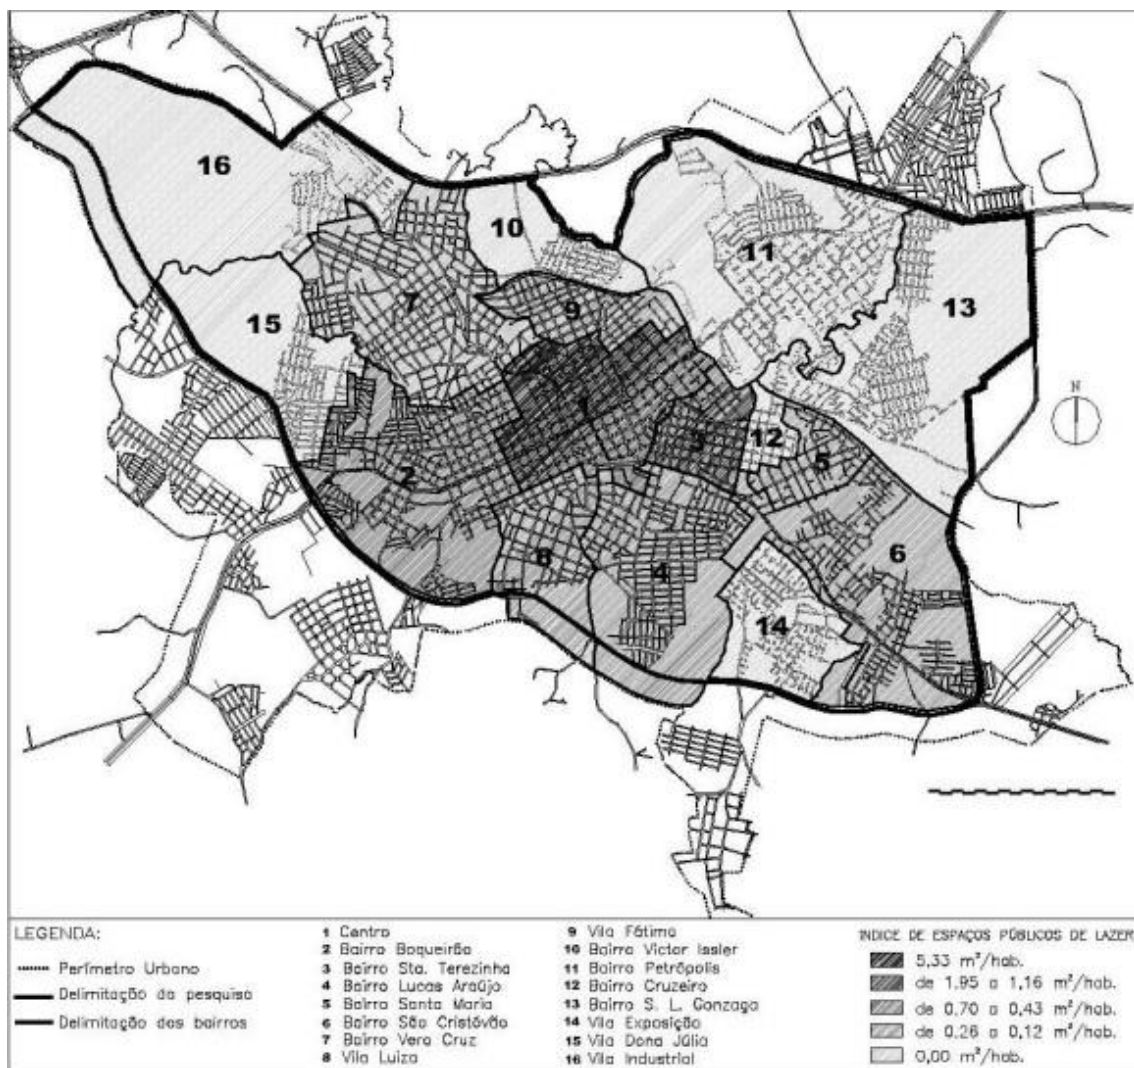 16
10
11
13
7
9
15
1
3
12
5
2
6
8
4
14
N
LEGENDA:
Perímetro Urbano
Delimitação da pesquisa
Delimitação dos bairros
1 Centro
2 Bairro Boqueirão
3 Bairro Sta. Terezinha
4 Bairro Lucas Araújo
5 Bairro Santa Maria
6 Bairro São Cristóvão
7 Bairro Vera Cruz
8 Vila Luiza
9 Vila Fátima
10 Bairro Victor Issler
11 Bairro Petrópolis
12 Bairro Cruzeiro
13 Bairro S. L. Gonzaga
14 Vila Exposição
15 Vila Dona Júlia
16 Vila Industrial
ÍNDICE DE ESPAÇOS PÚBLICOS DE LAZER
5,33 m²/hab.
de 1,95 a 1,16 m²/hab.
de 0,70 a 0,43 m²/hab.
de 0,26 a 0,12 m²/hab.
0,00 m²/hab.